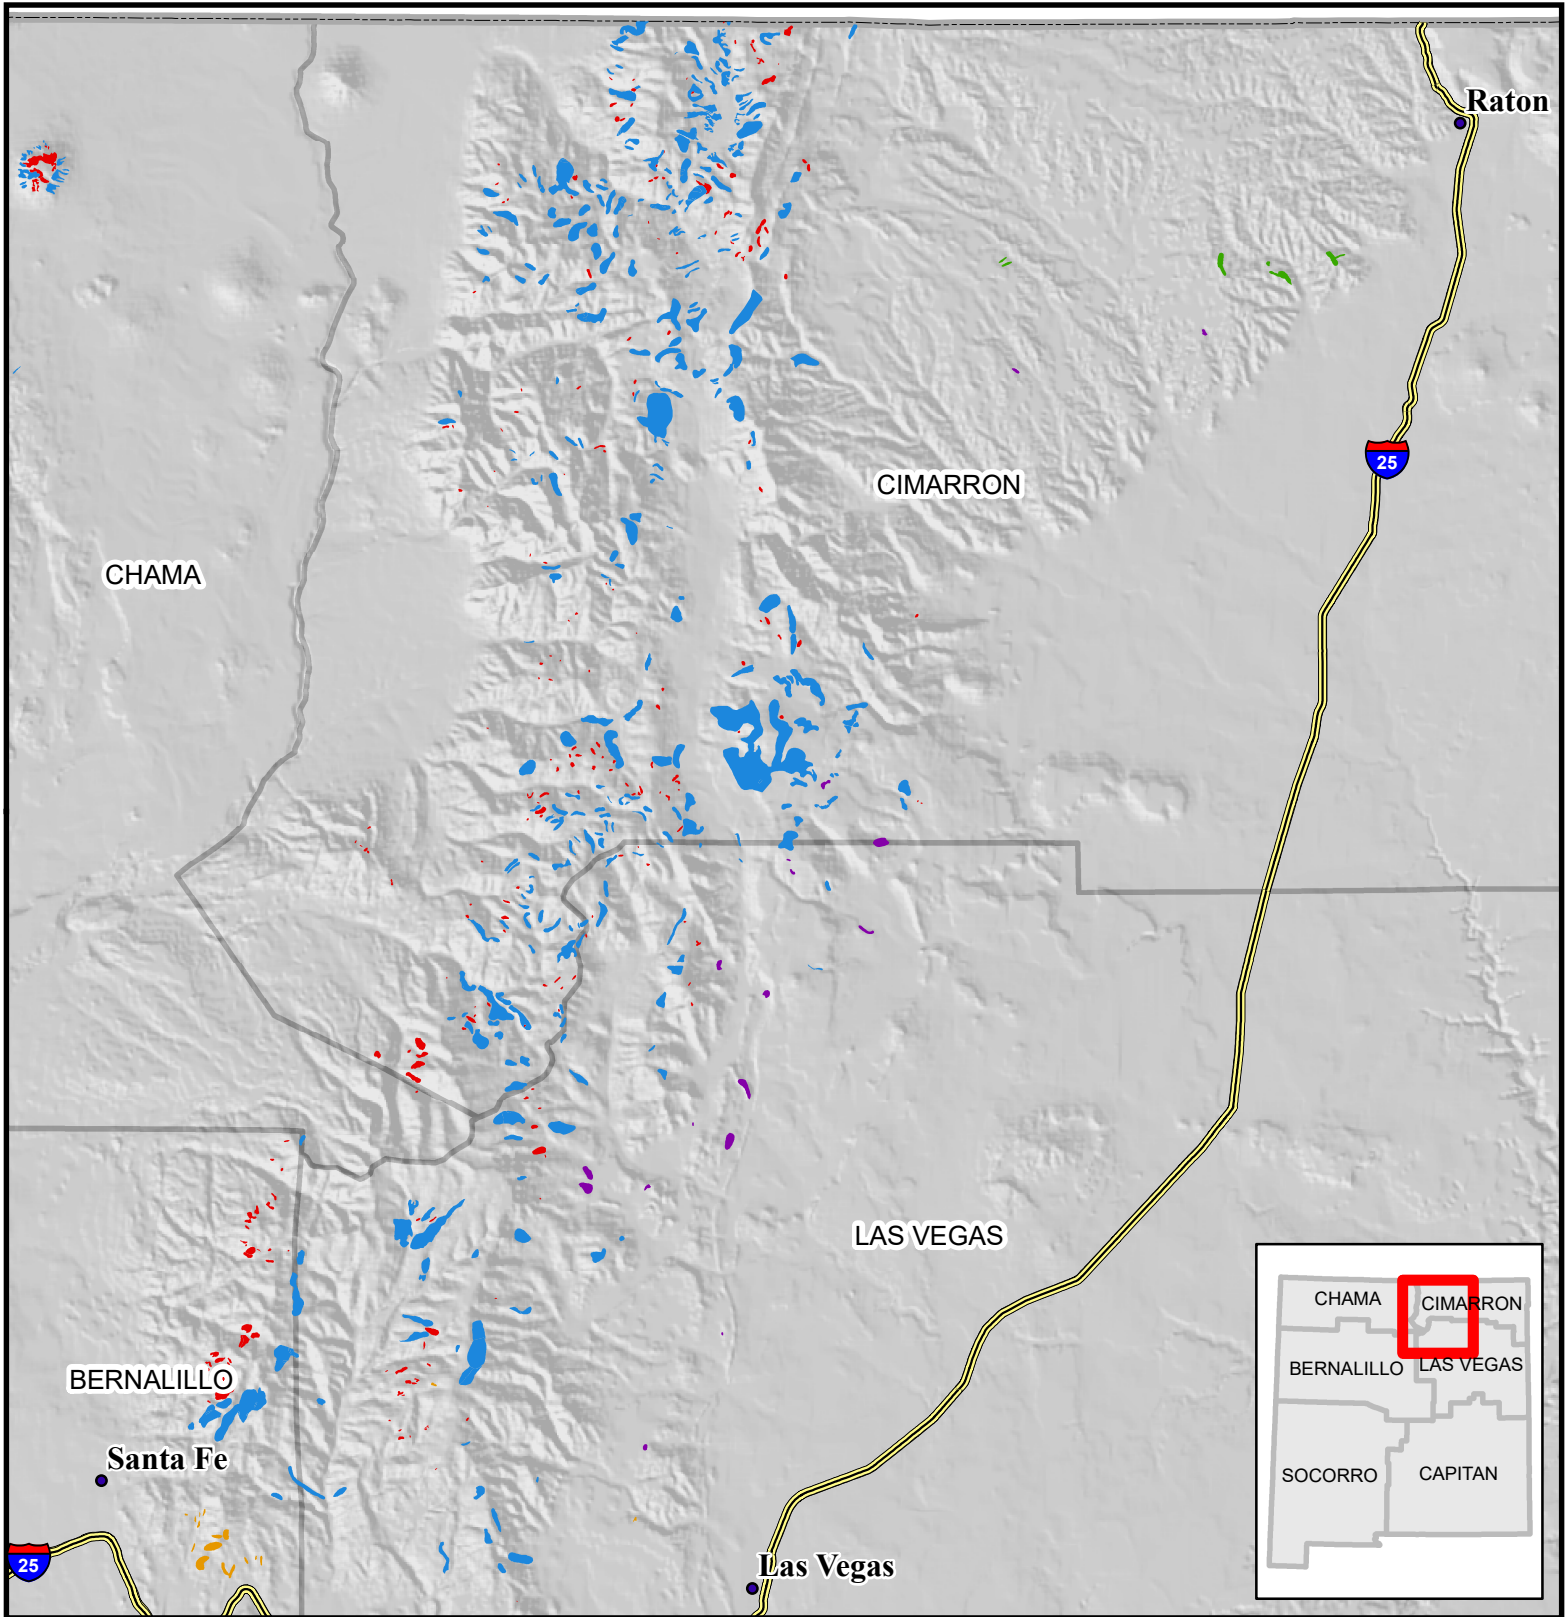 Raton
25
CIMARRON
CHAMA
LAS VEGAS
BERNALILLO
Santa Fe
25
Las Vegas
CHAMA
CIMARRON
BERNALILLO
LAS VEGAS
SOCORRO
CAPITAN